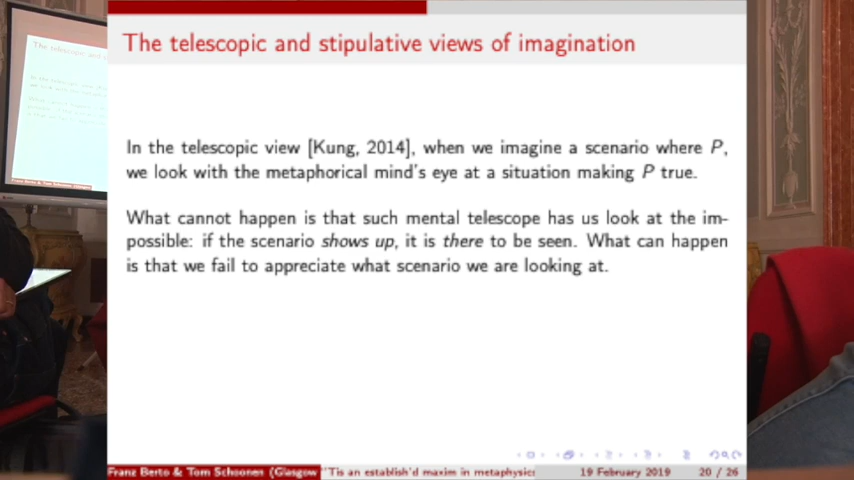 The telescopic and stipulative views of imagination
In the telescopic view [Kung, 2014], when we imagine a scenario where P,
we look with the metaphorical mind's eye at a situation making P true.
What cannot happen is that such mental telescope has us look at the im-
possible: if the scenario shows up, it is there to be seen. What can happen
is that we fail to appreciate what scenario we are looking at.
Franz Berto & Tom Schoonen (Glasgow "'Tis an establish'd maxim in metaphysics 19 February 2019 20 / 26